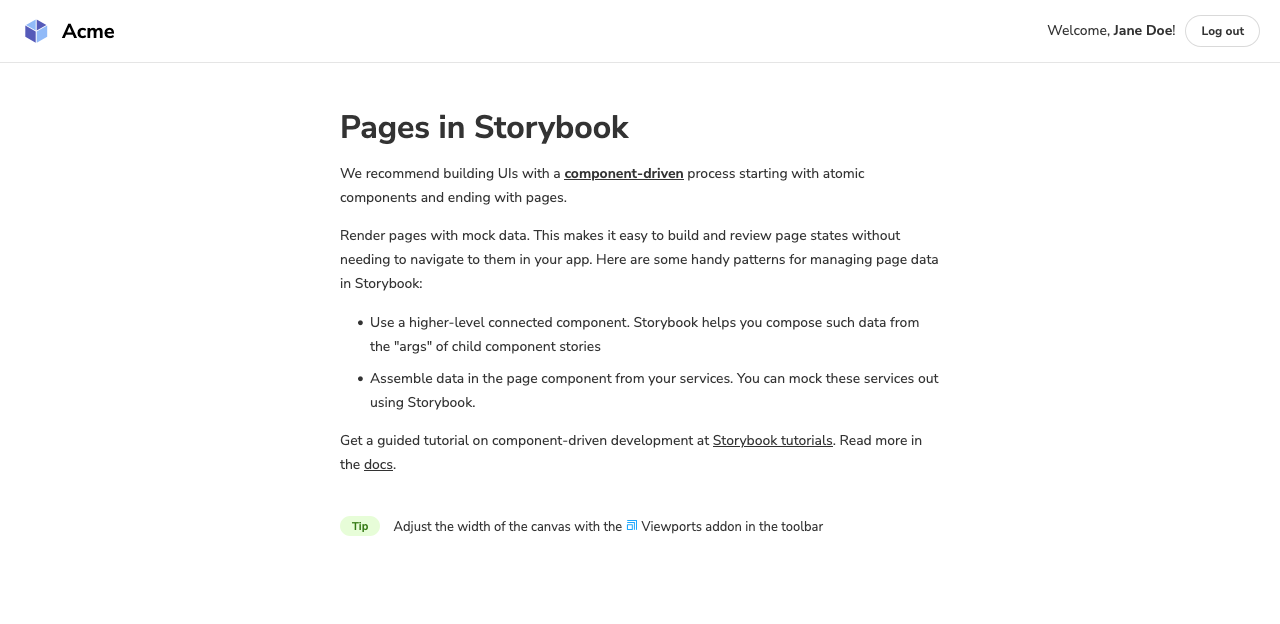 Acme
Welcome, Jane Doe!
Log out
Pages in Storybook
We recommend building UIs with a component-driven process starting with atomic
components and ending with pages.
Render pages with mock data. This makes it easy to build and review page states without
needing to navigate to them in your app. Here are some handy patterns for managing page data
in Storybook:
• Use a higher-level connected component. Storybook helps you compose such data from
the "args" of child component stories
• Assemble data in the page component from your services. You can mock these services out
using Storybook.
Get a guided tutorial on component-driven development at Storybook tutorials. Read more in
the docs.
Tip Adjust the width of the canvas with the Viewports addon in the toolbar